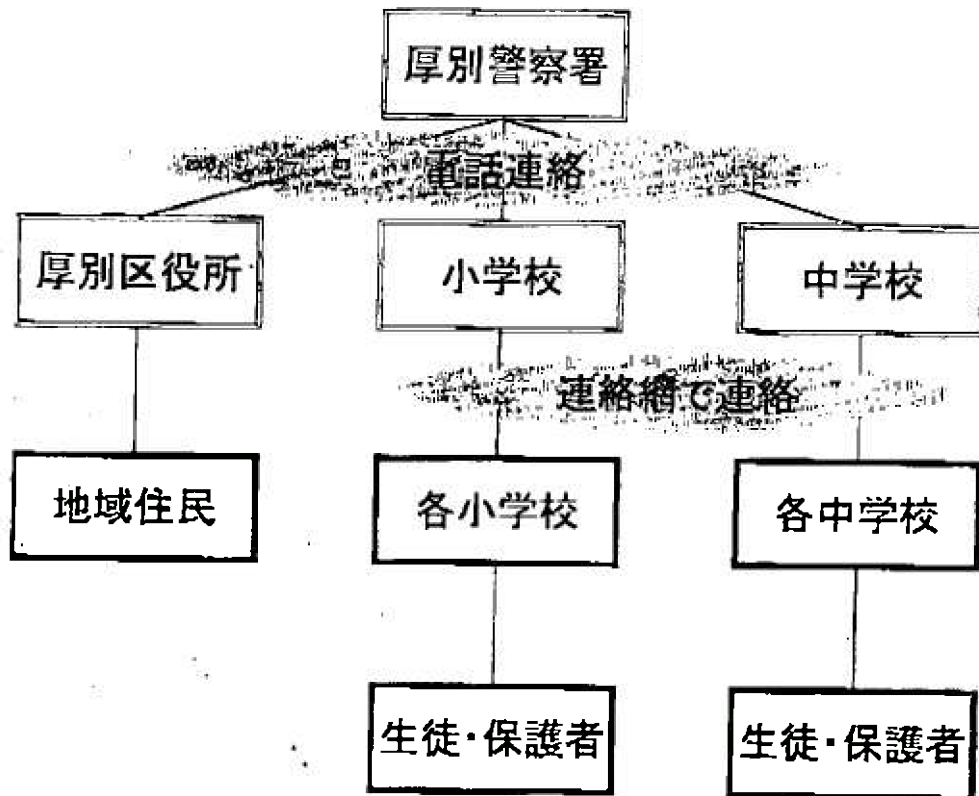 厚別警察署
電話連絡
厚別区役所
小学校
中学校
連絡網で連絡
地域住民
各小学校
各中学校
生徒・保護者
生徒・保護者